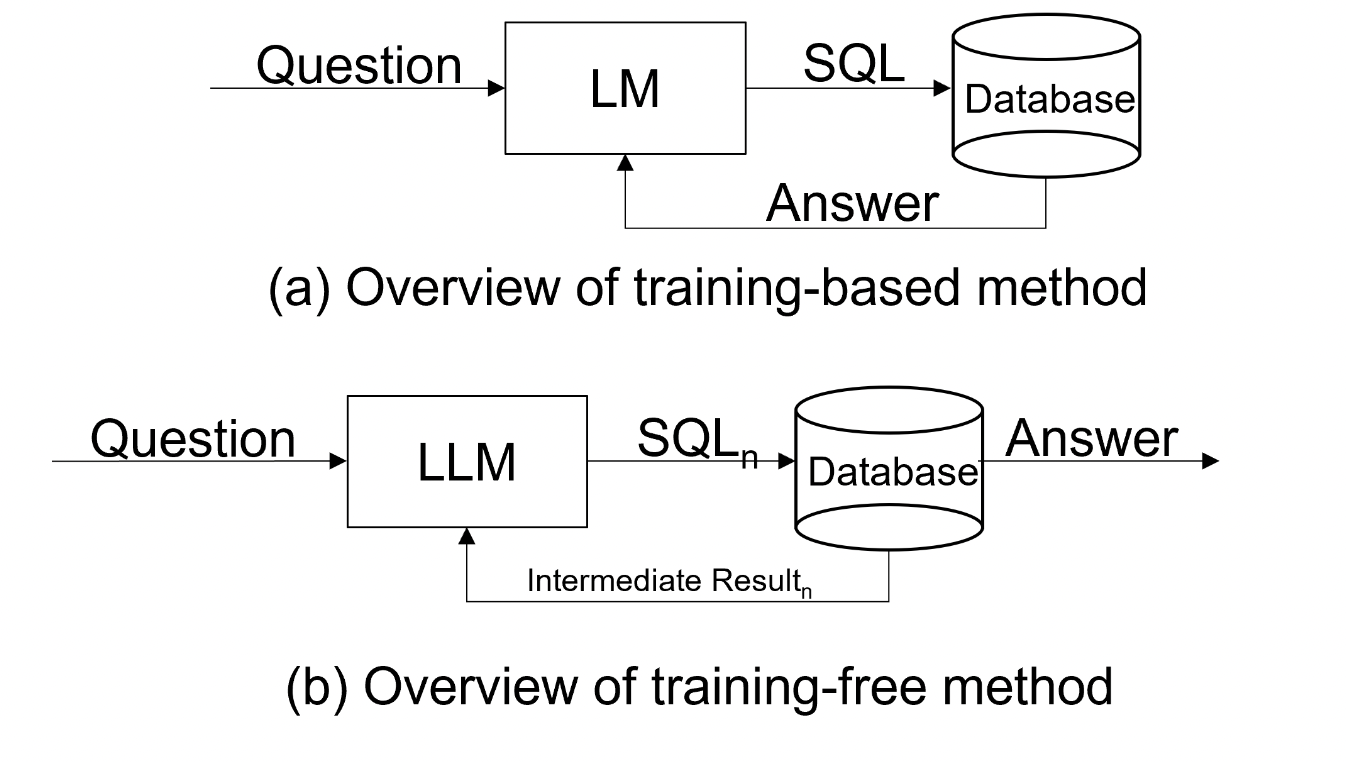 Question
LM
SQL
Database
Answer
(a) Overview of training-based method
Question
LLM
SQLn
Database
Answer
Intermediate Resultn
(b) Overview of training-free method